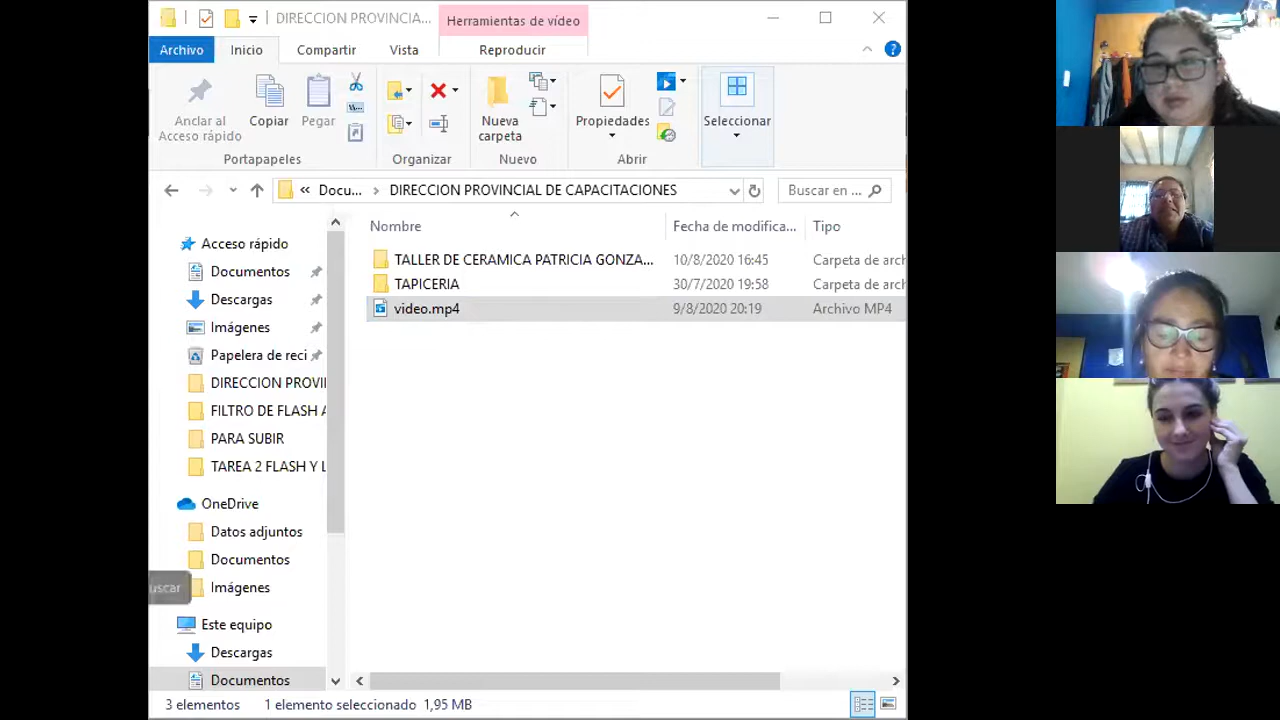 DIRECCION PROVINCIA...
Herramientas de vídeo
Archivo
Inicio
Compartir
Vista
Reproducir
Anclar al
Acceso rápido
Copiar
Pegar
Nueva
carpeta
Propiedades
Seleccionar
Portapapeles
Organizar
Nuevo
Abrir
« Docu... > DIRECCION PROVINCIAL DE CAPACITACIONES
Buscar en ...
Nombre
Fecha de modifica...
Tipo
TALLER DE CERAMICA PATRICIA GONZA...
10/8/2020 16:45
Carpeta de arch
TAPICERIA
30/7/2020 19:58
Carpeta de arch
video.mp4
9/8/2020 20:19
Archivo MP4
Acceso rápido
Documentos
Descargas
Imágenes
Papelera de reci
DIRECCION PROVII
FILTRO DE FLASH A
PARA SUBIR
TAREA 2 FLASH Y L
OneDrive
Datos adjuntos
Documentos
uscar
Imágenes
Este equipo
Descargas
Documentos
3 elementos
1 elemento seleccionado 1,95 MB